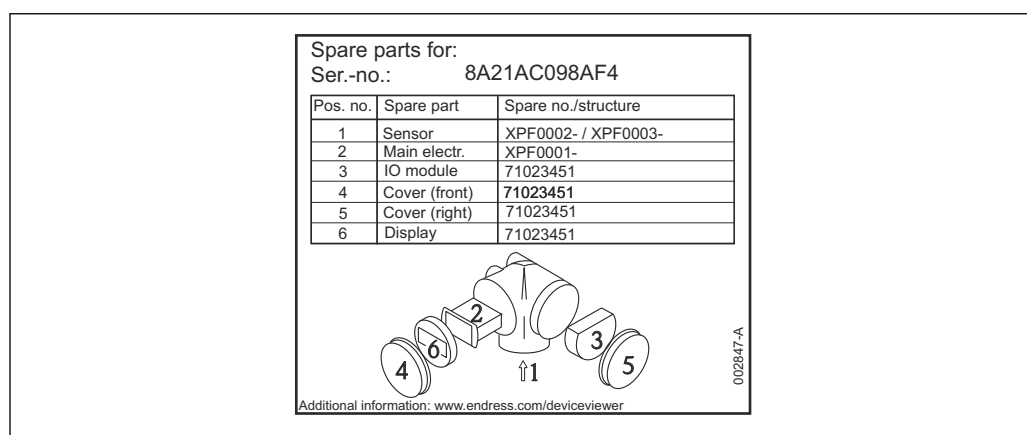 Spare parts for:
Ser.-no.: 8A21AC098AF4
Pos. no. Spare part Spare no./structure
1 Sensor XPF0002- / XPF0003-
2 Main electr. XPF0001-
3 IO module 71023451
4 Cover (front) 71023451
5 Cover (right) 71023451
6 Display 71023451
2
6
4
1
3
5
002847-A
Additional information: www.endress.com/deviceviewer